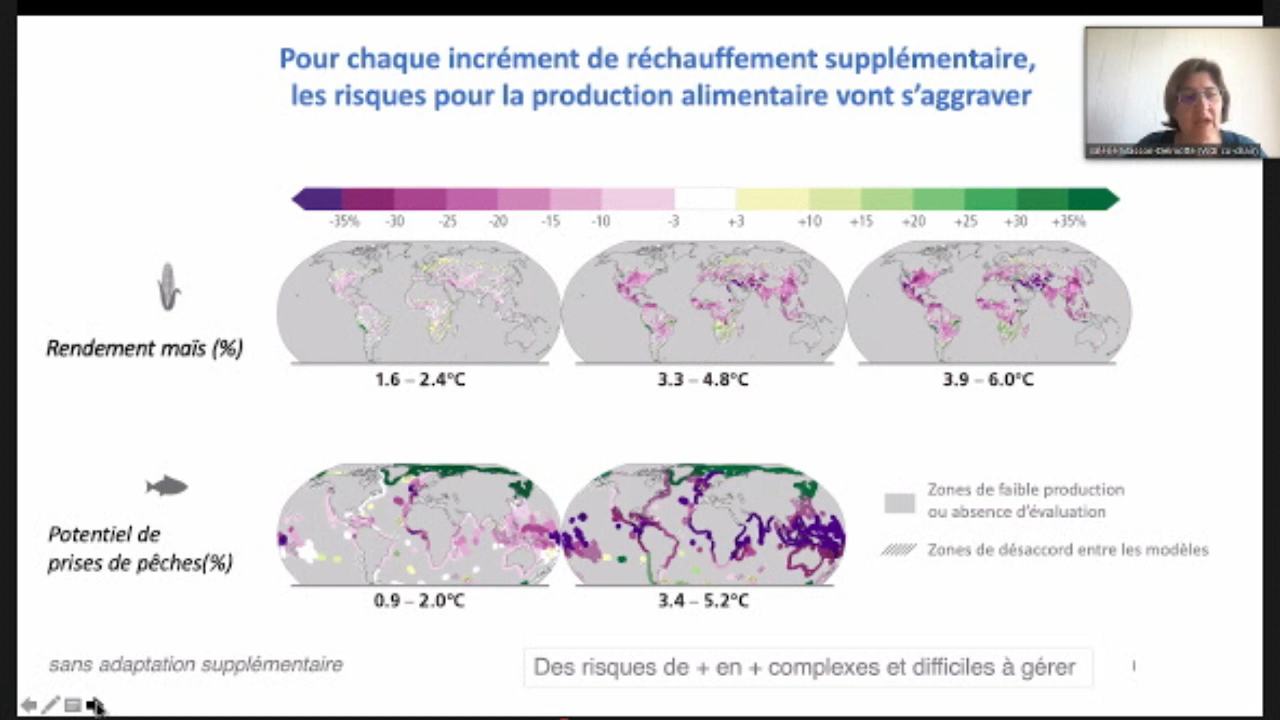 Pour chaque incrément de réchauffement supplémentaire,
les risques pour la production alimentaire vont s'aggraver
-35% -30 -25 -20 -15 -10 -3 +3 +10 +15 +20 +25 +30 +35%
Rendement maïs (%)
1.6 – 2.4°C
3.3 – 4.8°C
3.9 – 6.0°C
Potentiel de
prises de pêches(%)
0.9 – 2.0°C
3.4 – 5.2°C
Zones de faible production
ou absence d'évaluation
Zones de désaccord entre les modèles
sans adaptation supplémentaire
Des risques de + en + complexes et difficiles à gérer